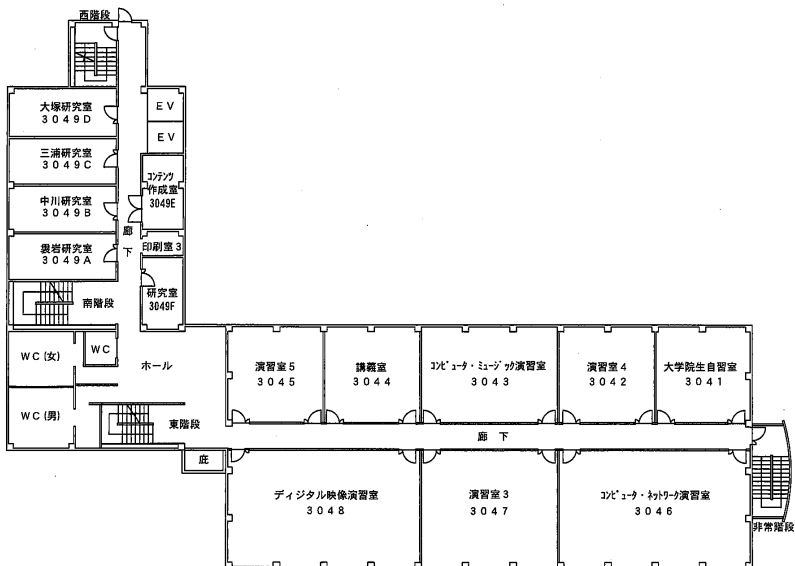 西階段
大塚研究室
3049D
EV
三浦研究室
3049C
EV
中川研究室
3049B
コンテンツ
作成室
3049E
廊
下
裳岩研究室
3049A
印刷室3
南階段
研究室
3049F
WC(女)
WC
ホール
演習室5
3045
講義室
3044
コンピュータ・ミュージック演習室
3043
演習室4
3042
大学院生自習室
3041
WC(男)
東階段
廊 下
庇
ディジタル映像演習室
3048
演習室3
3047
コンピュータ・ネットワーク演習室
3046
非常階段